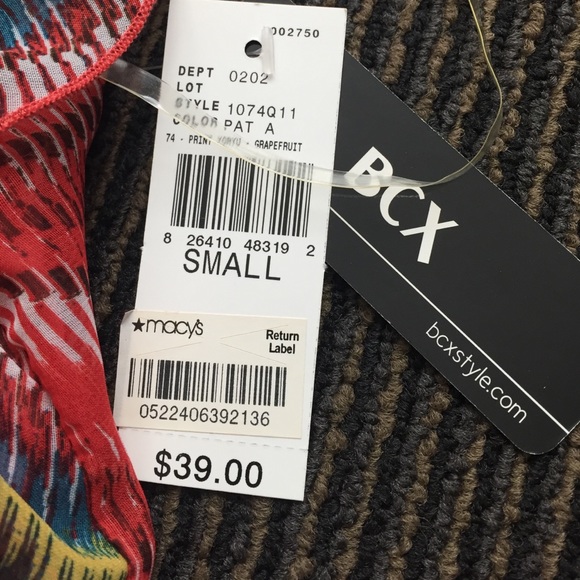 002750
DEPT 0202
LOT
STYLE 1074Q11
COLOR PAT A
74 - PRINT - GRAPEFRUIT
8 26410 48319 2
SMALL
★macy's
Return
Label
0522406392136
$39.00
BCX
bcxstyle.com